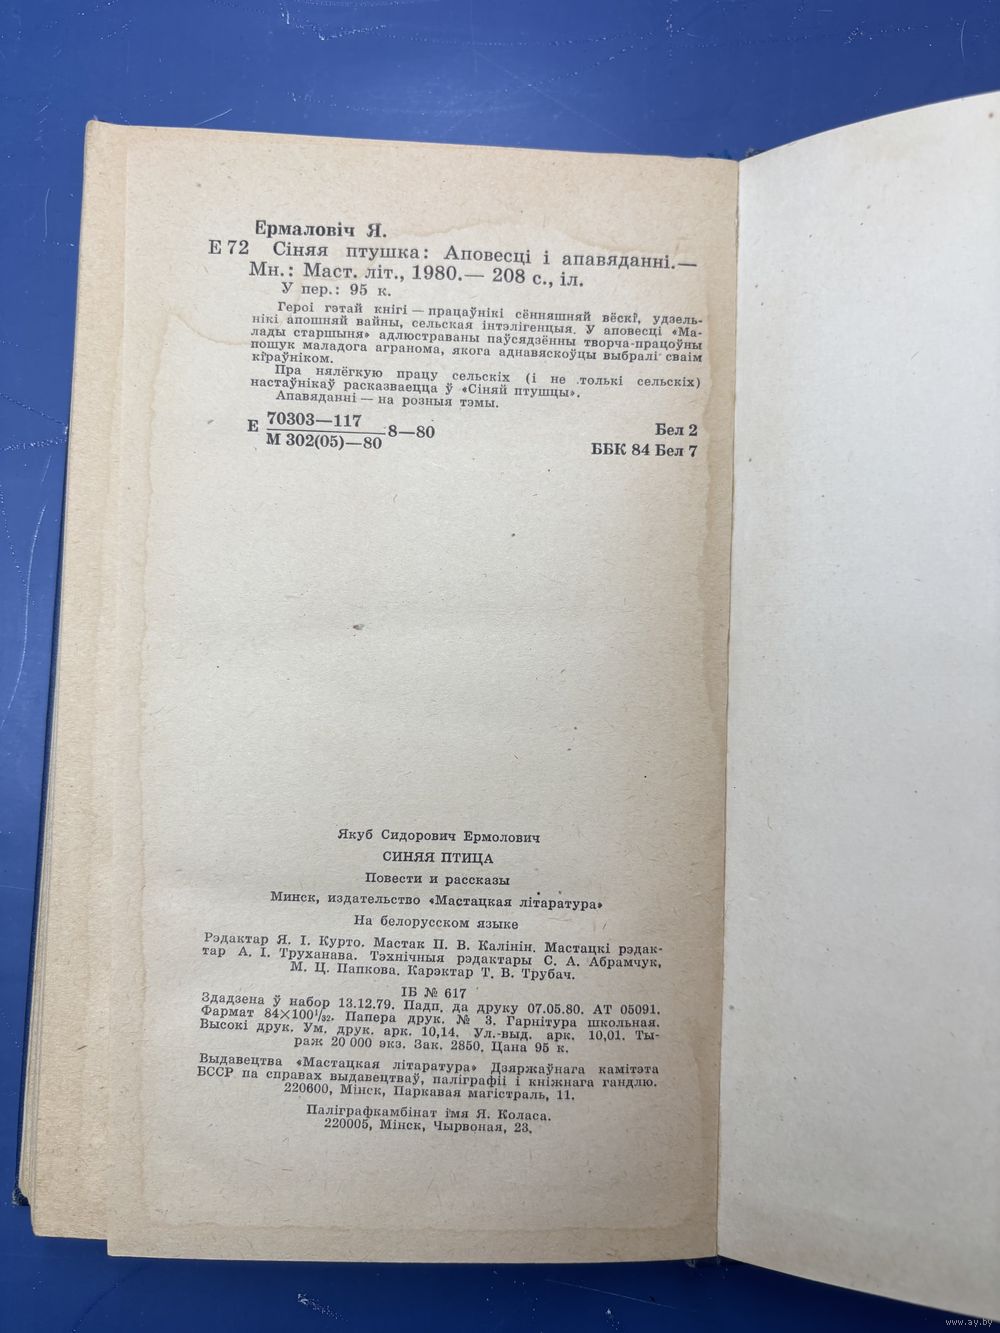 Ермаловіч Я.
Е 72 Сіняя птушка: Аповесці і апавяданні.—
Мн.: Маст. літ., 1980.— 208 с., іл.
У пер.: 95 к.
Героі гэтай кнігі — працаўнікі сённяшняй вёскі, удзель-
нікі апошняй вайны, сельская інтэлігенцыя. У аповесці «Ма-
лады старшыня» адлюстраваны паўсядзённы творча-працоўны
пошук маладога агранома, якога аднавяскоўцы выбралі сваім
кіраўніком.
Пра нялёгкую працу сельскіх (і не толькі сельскіх)
настаўнікаў расказваецца ў «Сіняй птушцы».
Апавяданні — на розныя тэмы.
Е 70303—117
М 302(05)—80 8—80
Бел 2
ББК 84 Бел 7
Якуб Сидорович Ермолович
СИНЯЯ ПТИЦА
Повести и рассказы
Минск, издательство «Мастацкая літаратура»
На белорусском языке
Рэдактар Я. І. Курто. Мастак П. В. Калінін. Мастацкі рэдак-
тар А. І. Труханава. Тэхнічныя рэдактары С. А. Абрамчук,
М. Ц. Папкова. Карэктар Т. В. Трубач.
ІБ № 617
Здадзена ў набор 13.12.79. Падп. да друку 07.05.80. АТ 05091.
Фармат 84×100¹/₃₂. Папера друк. № 3. Гарнітура школьная.
Высокі друк. Ум. друк. арк. 10,14. Ул.-выд. арк. 10,01. Ты-
раж 20 000 экз. Зак. 2850. Цана 95 к.
Выдавецтва «Мастацкая літаратура» Дзяржаўнага камітэта
БССР па справах выдавецтваў, паліграфіі і кніжнага гандлю.
220600, Мінск, Паркавая магістраль, 11.
Паліграфкамбінат імя Я. Коласа.
220005, Мінск, Чырвоная, 23.
www.ay.by